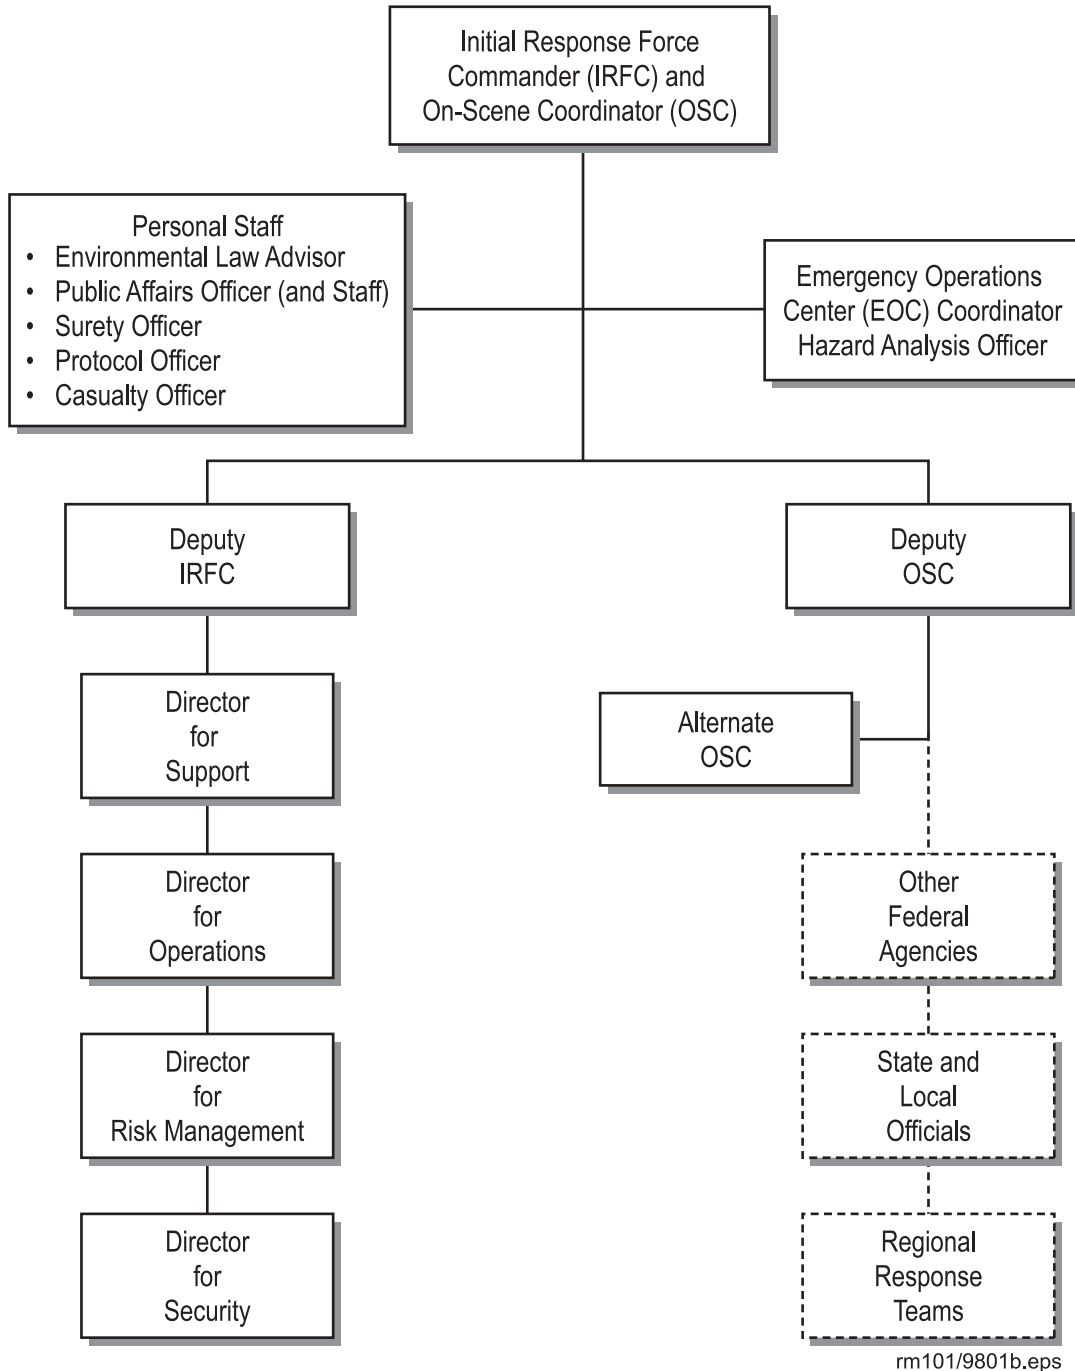 Initial Response Force
Commander (IRFC) and
On-Scene Coordinator (OSC)
Personal Staff
• Environmental Law Advisor
• Public Affairs Officer (and Staff)
• Surety Officer
• Protocol Officer
• Casualty Officer
Emergency Operations
Center (EOC) Coordinator
Hazard Analysis Officer
Deputy
IRFC
Deputy
OSC
Director
for
Support
Alternate
OSC
Director
for
Operations
Other
Federal
Agencies
Director
for
Risk Management
State and
Local
Officials
Director
for
Security
Regional
Response
Teams
rm101/9801b.eps